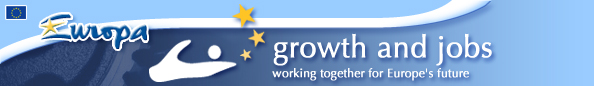 Europa
growth and jobs
working together for Europe's future